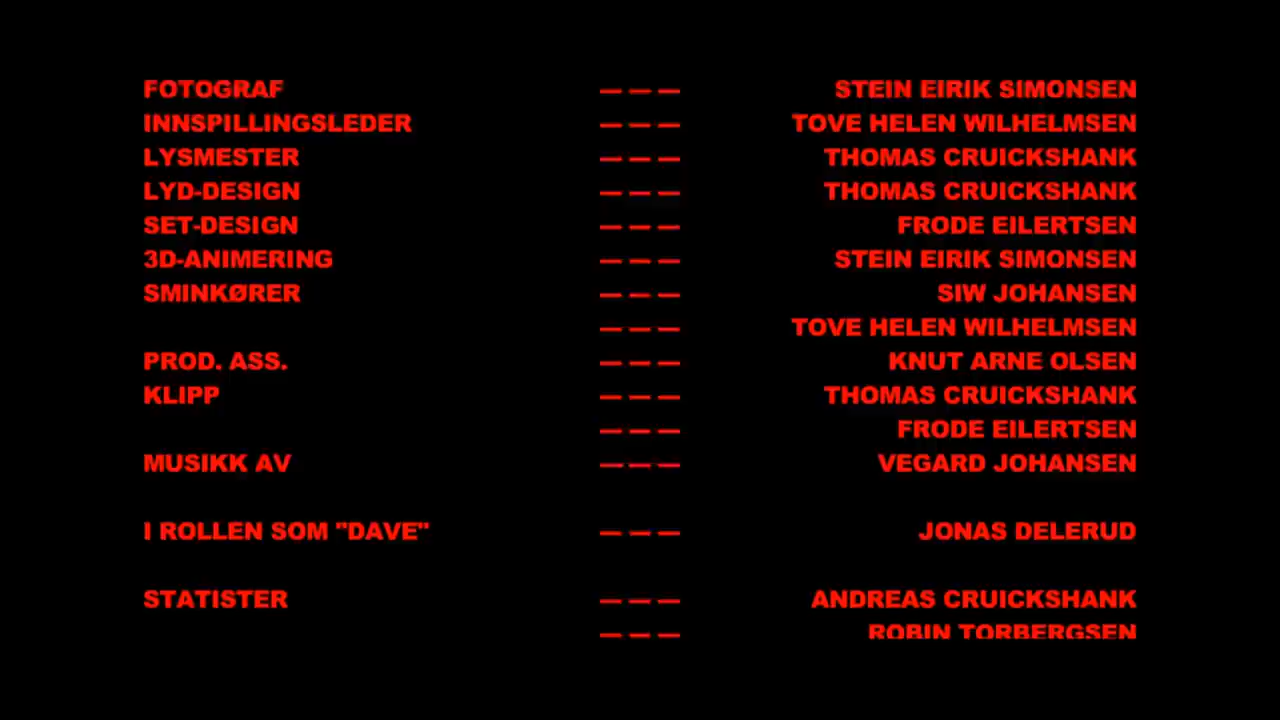 FOTOGRAF — — — STEIN EIRIK SIMONSEN
INNSPILLINGSLEDER — — — TOVE HELEN WILHELMSEN
LYSMESTER — — — THOMAS CRUICKSHANK
LYD-DESIGN — — — THOMAS CRUICKSHANK
SET-DESIGN — — — FRODE EILERTSEN
3D-ANIMERING — — — STEIN EIRIK SIMONSEN
SMINKØRER — — — SIW JOHANSEN
— — — TOVE HELEN WILHELMSEN
PROD. ASS. — — — KNUT ARNE OLSEN
KLIPP — — — THOMAS CRUICKSHANK
— — — FRODE EILERTSEN
MUSIKK AV — — — VEGARD JOHANSEN
I ROLLEN SOM "DAVE" — — — JONAS DELERUD
STATISTER — — — ANDREAS CRUICKSHANK
— — — ROBIN TORBERGSEN